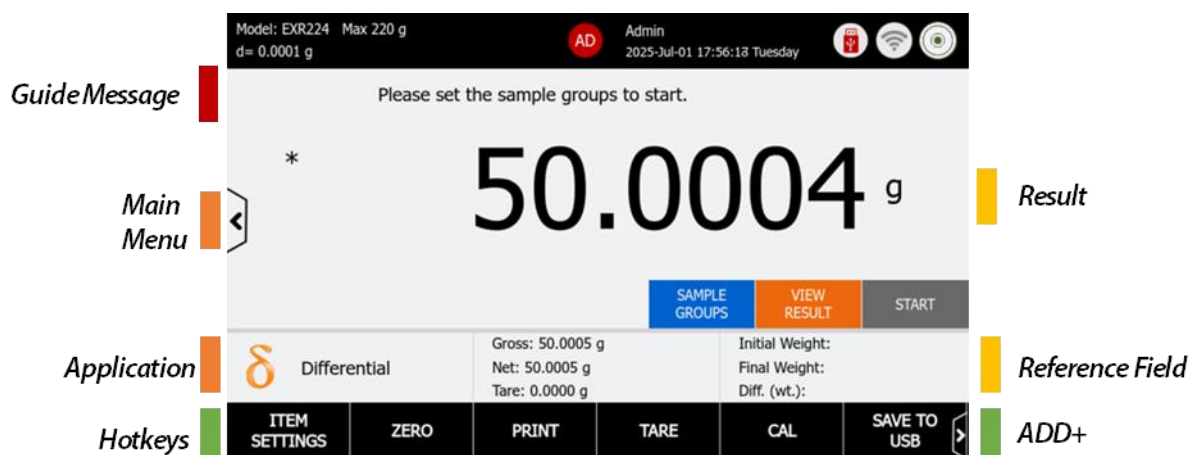 Model: EXR224 Max 220 g
d= 0.0001 g
AD
Admin
2025-Jul-01 17:56:13 Tuesday
Guide Message
Please set the sample groups to start.
*
50.0004 g
Result
Main
Menu
SAMPLE
GROUPS
VIEW
RESULT
START
Application
δ
Differential
Gross: 50.0005 g
Net: 50.0005 g
Tare: 0.0000 g
Initial Weight:
Final Weight:
Diff. (wt.):
Reference Field
Hotkeys
ITEM
SETTINGS
ZERO
PRINT
TARE
CAL
SAVE TO
USB
ADD+